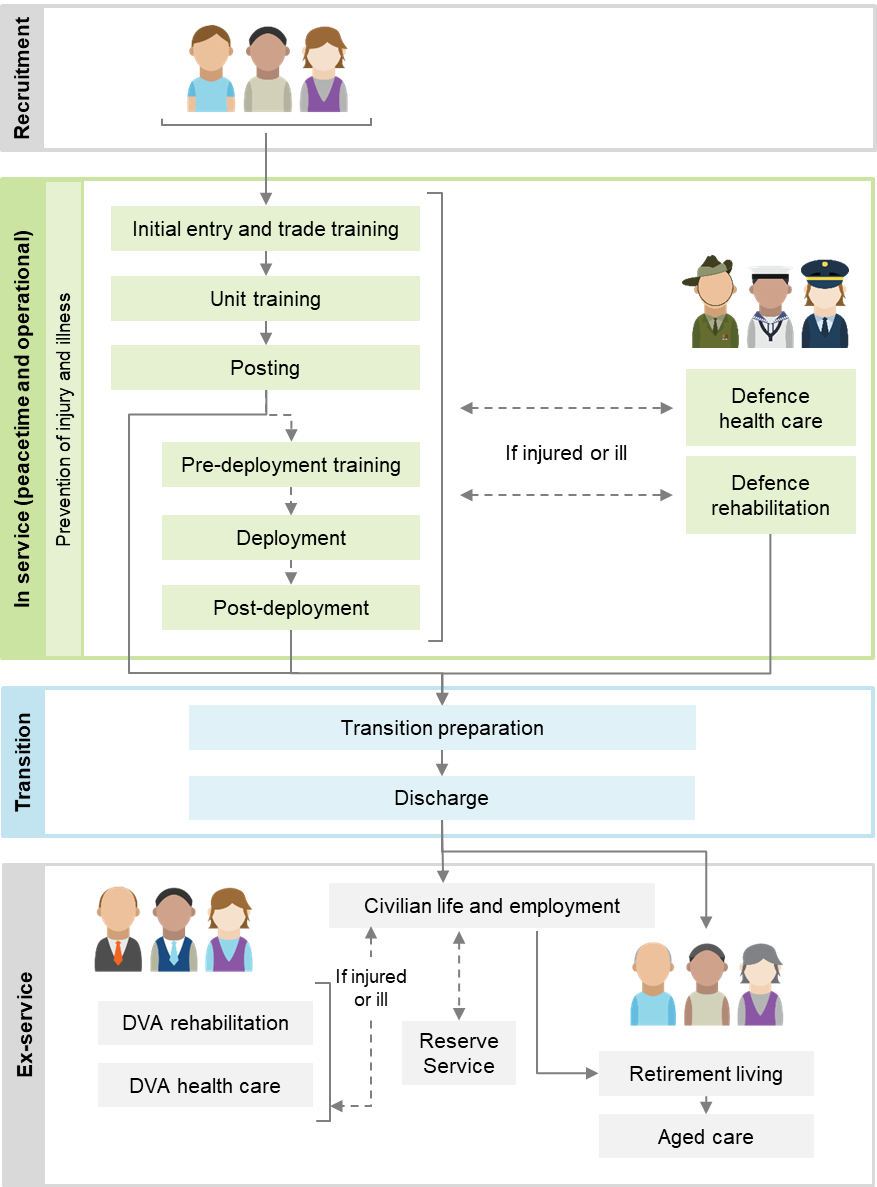 Recruitment
In service (peacetime and operational)
Prevention of injury and illness
Initial entry and trade training
Unit training
Posting
Pre-deployment training
Deployment
Post-deployment
If injured or ill
Defence
health care
Defence
rehabilitation
Transition
Transition preparation
Discharge
Ex-service
Civilian life and employment
If injured
or ill
DVA rehabilitation
DVA health care
Reserve
Service
Retirement living
Aged care